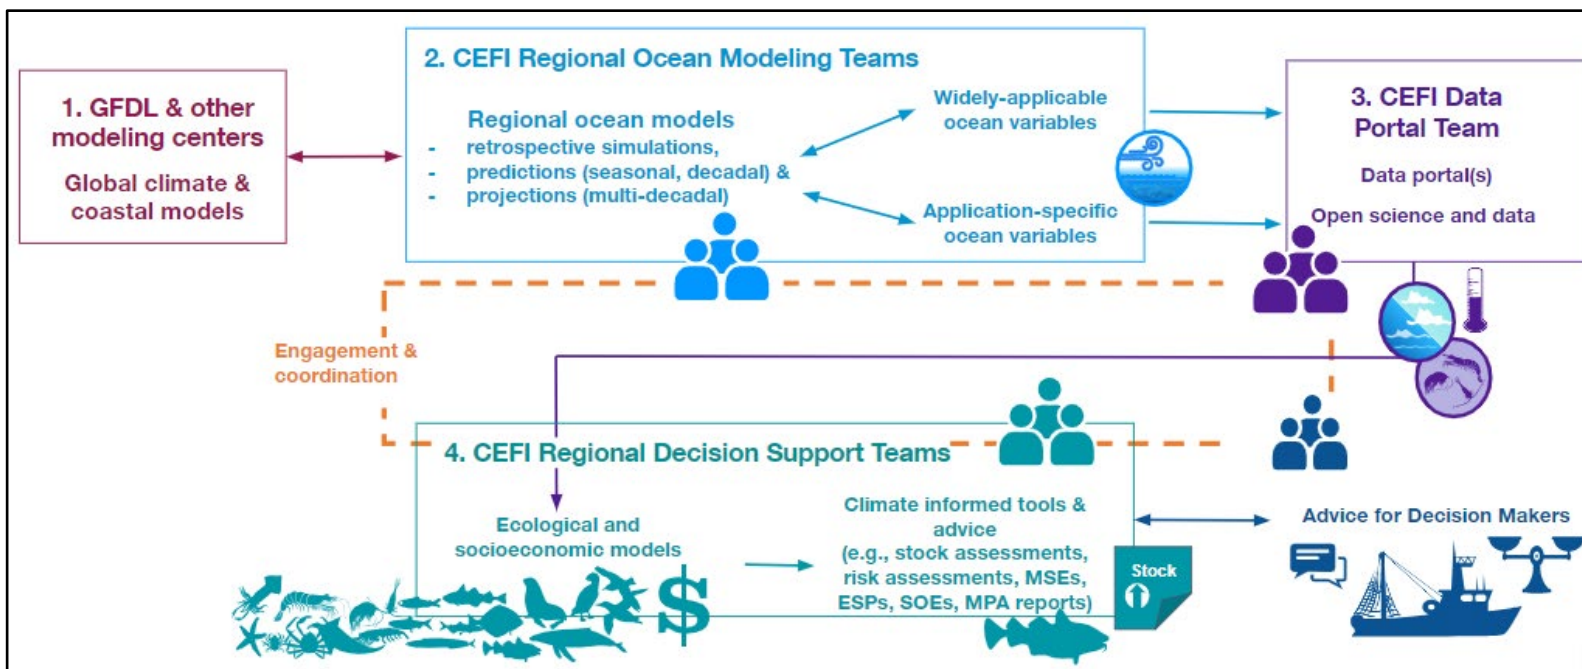 1. GFDL & other
modeling centers
Global climate &
coastal models
2. CEFI Regional Ocean Modeling Teams
Regional ocean models
- retrospective simulations,
- predictions (seasonal, decadal) &
- projections (multi-decadal)
Widely-applicable
ocean variables
Application-specific
ocean variables
3. CEFI Data
Portal Team
Data portal(s)
Open science and data
Engagement &
coordination
4. CEFI Regional Decision Support Teams
Ecological and
socioeconomic models
$
Climate informed tools &
advice
(e.g., stock assessments,
risk assessments, MSEs,
ESPs, SOEs, MPA reports)
Stock
Advice for Decision Makers